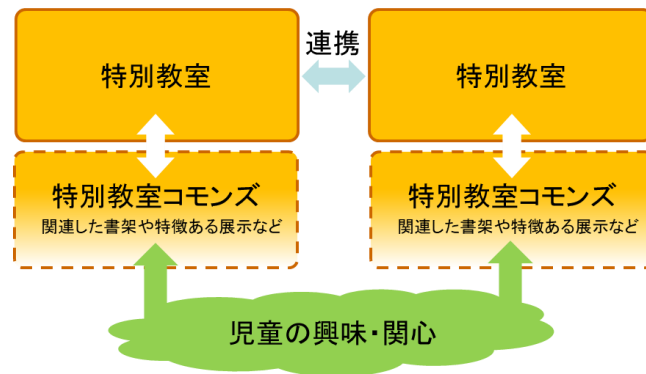 連携
特別教室
特別教室
特別教室コモンズ
関連した書架や特徴ある展示など
特別教室コモンズ
関連した書架や特徴ある展示など
児童の興味・関心